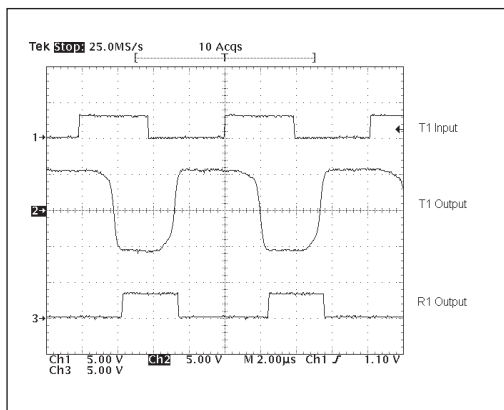 Tek Stop: 25.0MS/s 10 Acqs
T
1 T1 Input
2 T1 Output
3 R1 Output
Ch1 5.00 V Ch2 5.00 V M 2.00µs Ch1 ∫ 1.10 V
Ch3 5.00 V